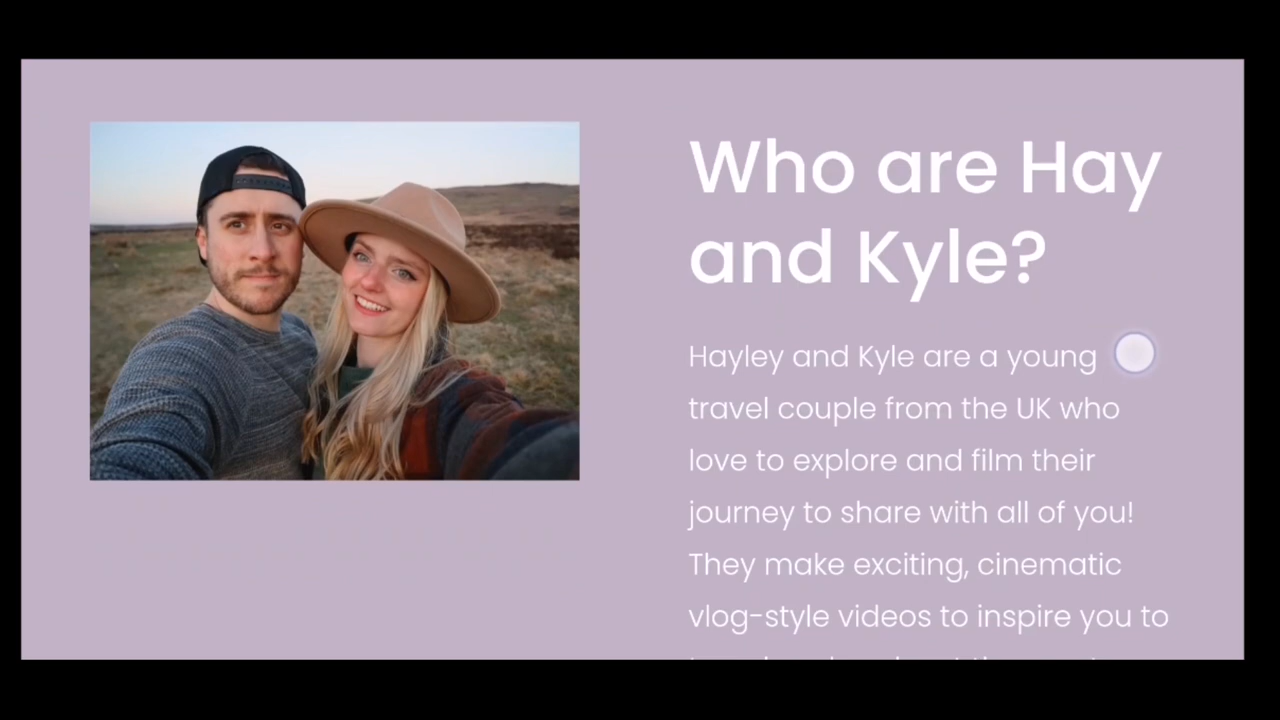 Who are Hay
and Kyle?
Hayley and Kyle are a young
travel couple from the UK who
love to explore and film their
journey to share with all of you!
They make exciting, cinematic
vlog-style videos to inspire you to